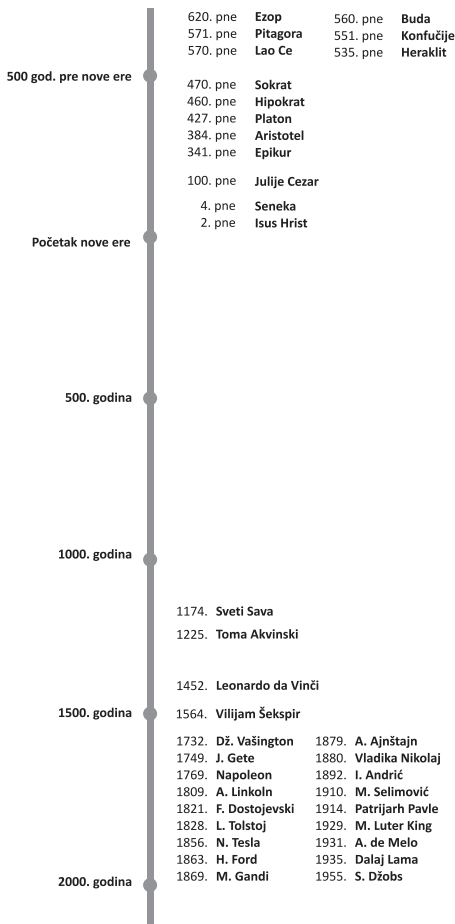 620. pne Ezop 560. pne Buda
571. pne Pitagora 551. pne Konfučije
570. pne Lao Ce 535. pne Heraklit
500 god. pre nove ere
470. pne Sokrat
460. pne Hipokrat
427. pne Platon
384. pne Aristotel
341. pne Epikur
100. pne Julije Cezar
4. pne Seneka
2. pne Isus Hrist
Početak nove ere
500. godina
1000. godina
1174. Sveti Sava
1225. Toma Akvinski
1452. Leonardo da Vinči
1500. godina
1564. Vilijam Šekspir
1732. Dž. Vašington 1879. A. Ajnštajn
1749. J. Gete 1880. Vladika Nikolaj
1769. Napoleon 1892. I. Andrić
1809. A. Linkoln 1910. M. Selimović
1821. F. Dostojevski 1914. Patrijarh Pavle
1828. L. Tolstoj 1929. M. Luter King
1856. N. Tesla 1931. A. de Melo
1863. H. Ford 1935. Dalaj Lama
1869. M. Gandi 1955. S. Džobs
2000. godina